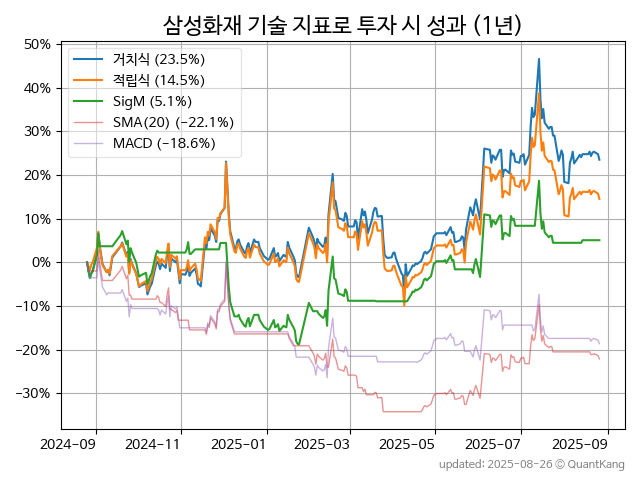 삼성화재 기술 지표로 투자 시 성과 (1년)
50%
40%
30%
20%
10%
0%
−10%
−20%
−30%
거치식 (23.5%)
적립식 (14.5%)
SigM (5.1%)
SMA(20) (−22.1%)
MACD (−18.6%)
2024−09
2024−11
2025−01
2025−03
2025−05
2025−07
2025−09
updated: 2025−08−26 © QuantKang